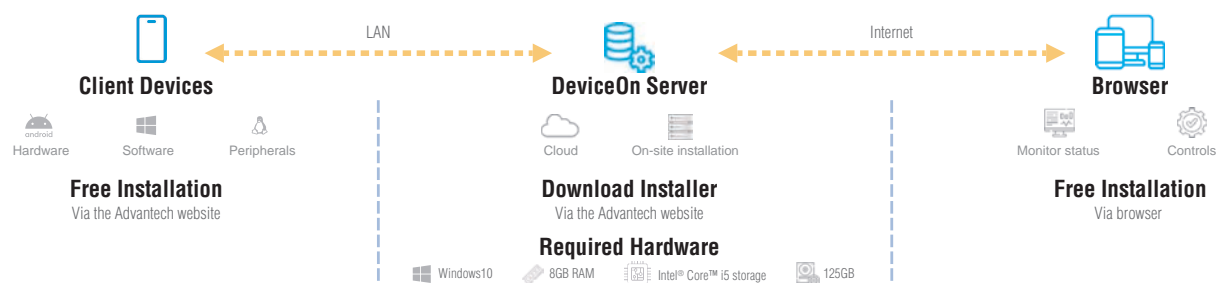 LAN
Internet
Client Devices
DeviceOn Server
Browser
android
Hardware
Software
Peripherals
Cloud
On-site installation
Monitor status
Controls
Free Installation
Via the Advantech website
Download Installer
Via the Advantech website
Free Installation
Via browser
Required Hardware
Windows10
8GB RAM
Intel® Core™ i5 storage
125GB